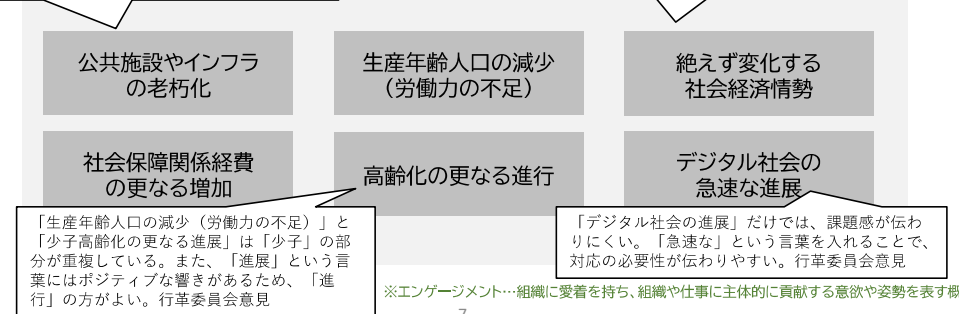 公共施設やインフラ
の老朽化
生産年齢人口の減少
（労働力の不足）
絶えず変化する
社会経済情勢
社会保障関係経費
の更なる増加
高齢化の更なる進行
デジタル社会の
急速な進展
「生産年齢人口の減少（労働力の不足）」と
「少子高齢化の更なる進展」は「少子」の部
分が重複している。また、「進展」という言
葉にはポジティブな響きがあるため、「進
行」の方がよい。行革委員会意見
「デジタル社会の進展」だけでは、課題感が伝わ
りにくい。「急速な」という言葉を入れることで、
対応の必要性が伝わりやすい。行革委員会意見
※エンゲージメント…組織に愛着を持ち、組織や仕事に主体的に貢献する意欲や姿勢を表す概
7